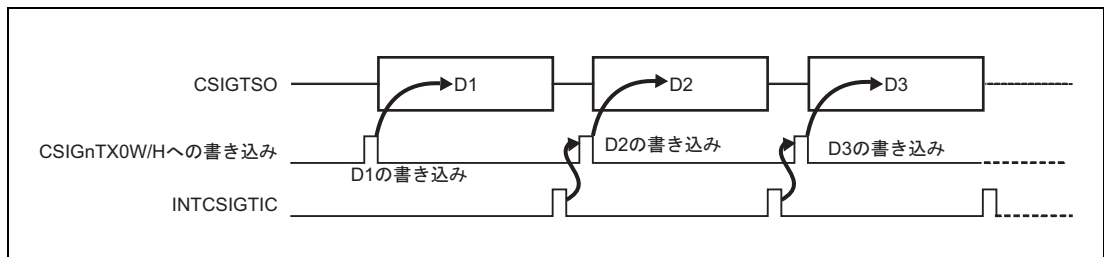 CSIGTSO
D1
D2
D3
CSIGnTX0W/Hへの書き込み
D1の書き込み
D2の書き込み
D3の書き込み
INTCSIGTIC